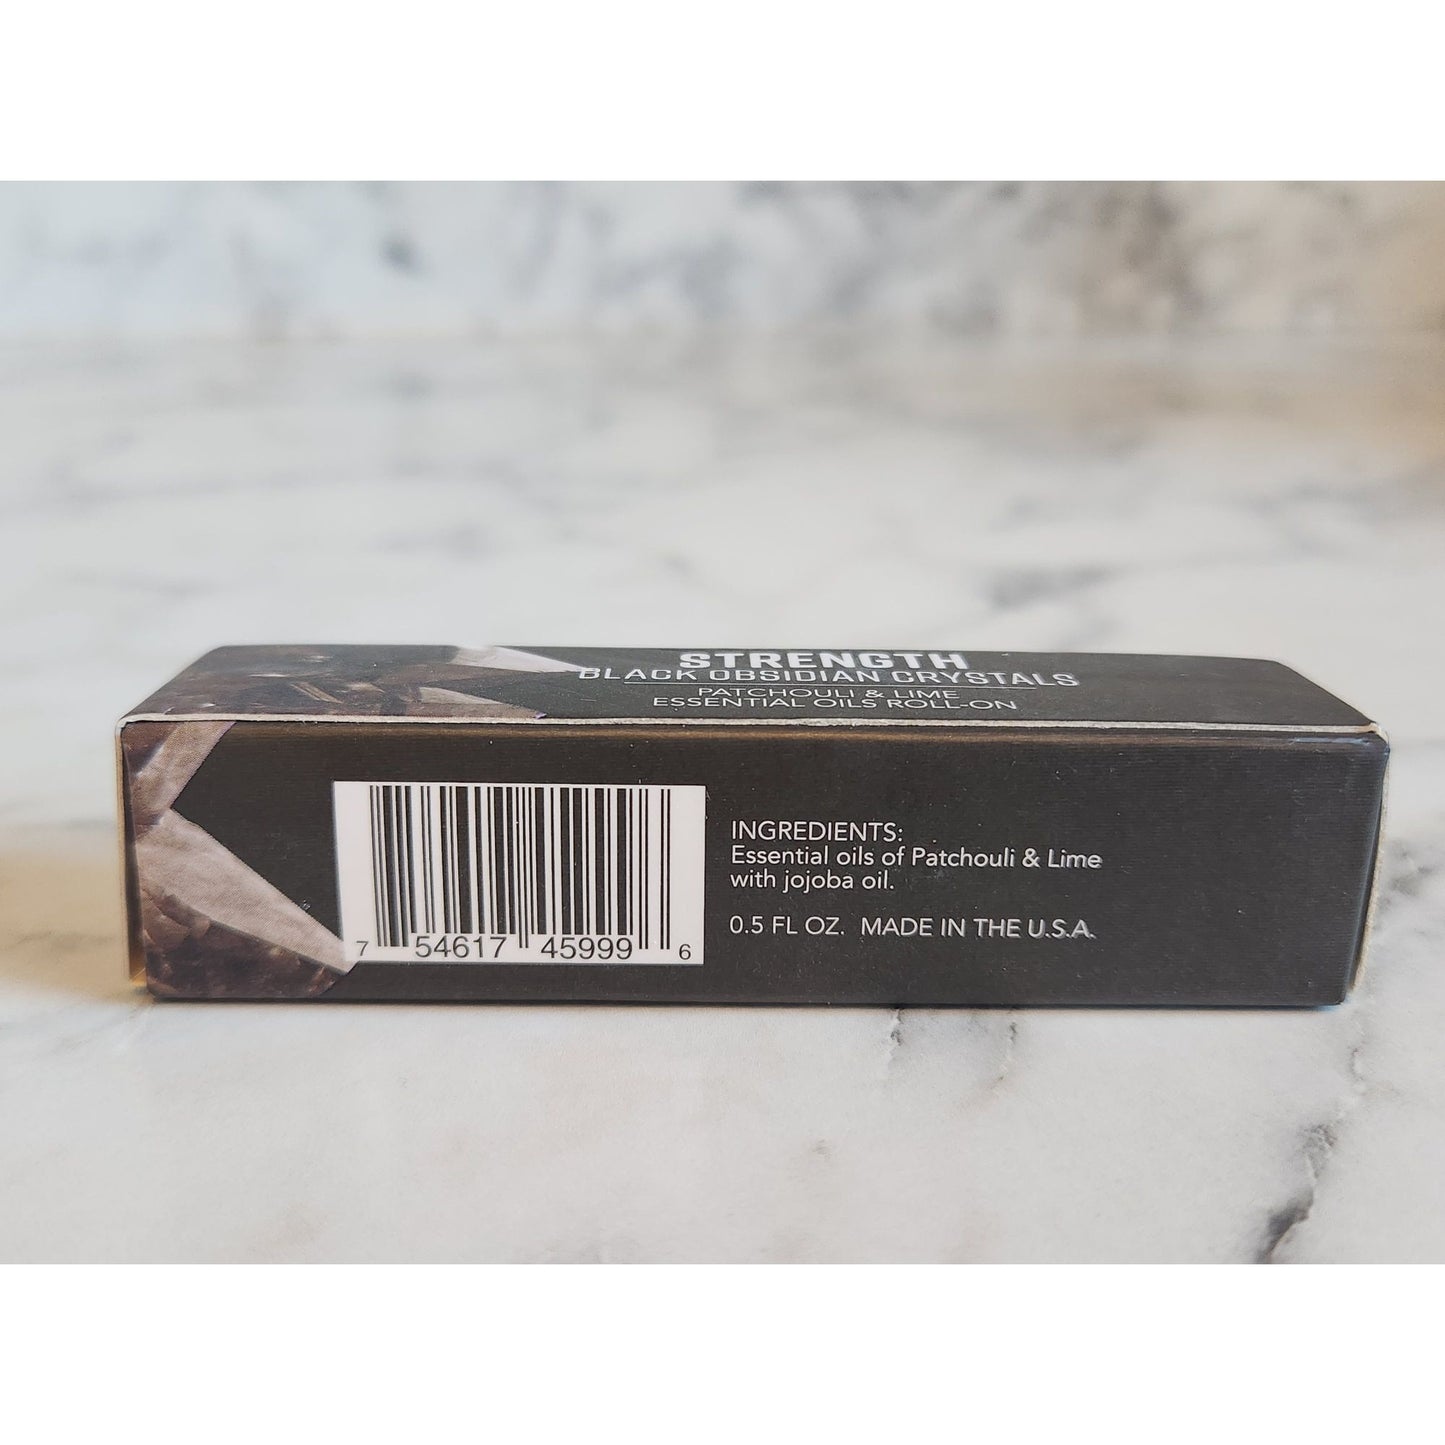 STRENGTH
BLACK OBSIDIAN CRYSTALS
PATCHOULI & LIME
ESSENTIAL OILS ROLL-ON
INGREDIENTS:
Essential oils of Patchouli & Lime
with jojoba oil.
0.5 FL OZ. MADE IN THE U.S.A.
7 54617 45999 6